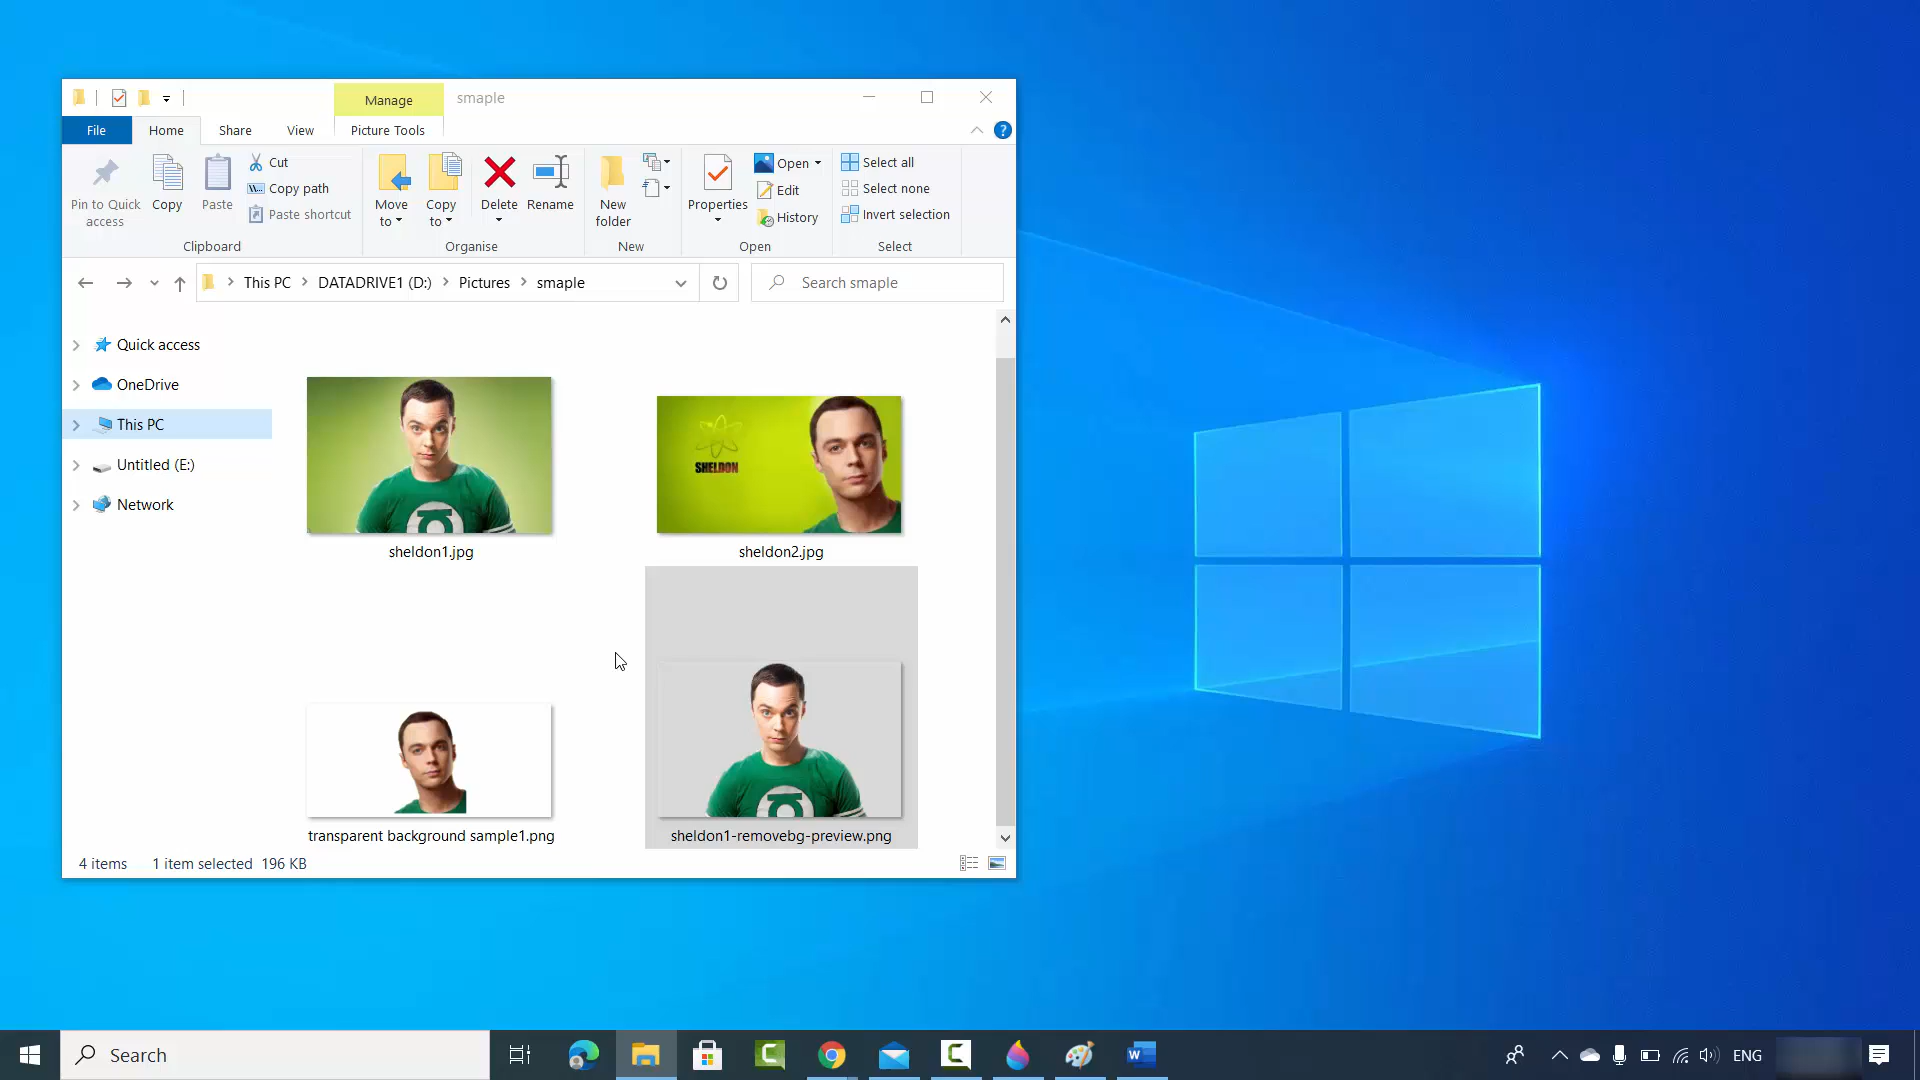 Manage
smaple
File
Home
Share
View
Picture Tools
Pin to Quick access
Copy
Paste
Cut
Copy path
Paste shortcut
Clipboard
Move to
Copy to
Delete
Rename
Organise
New folder
New
Properties
Open
Edit
History
Open
Select all
Select none
Invert selection
Select
This PC
DATADRIVE1 (D:)
Pictures
smaple
Search smaple
Quick access
OneDrive
This PC
Untitled (E:)
Network
SHELDON
sheldon1.jpg
sheldon2.jpg
transparent background sample1.png
sheldon1-removebg-preview.png
4 items
1 item selected 196 KB
Search
ENG